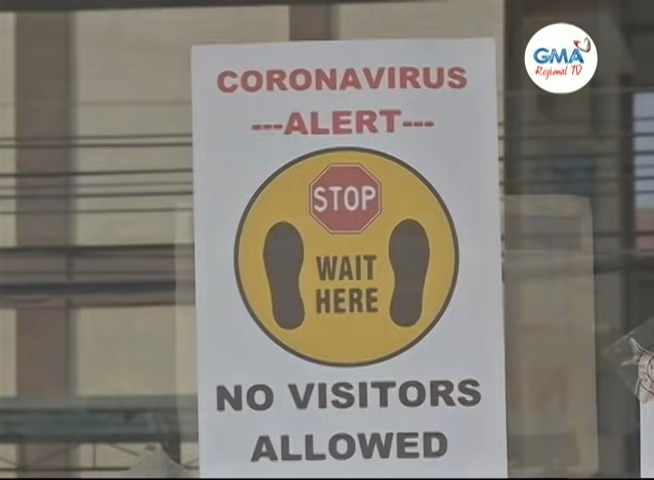 GMA
Regional TV
CORONAVIRUS
---ALERT---
STOP
WAIT
HERE
NO VISITORS
ALLOWED